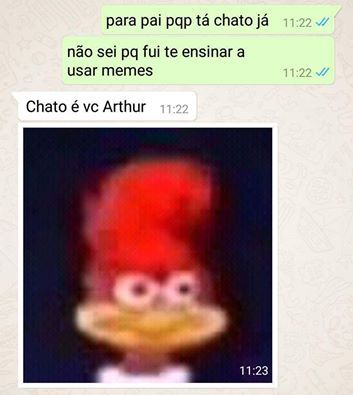 para pai pqp tá chato já 11:22
não sei pq fui te ensinar a
usar memes 11:22
Chato é vc Arthur 11:22
11:23